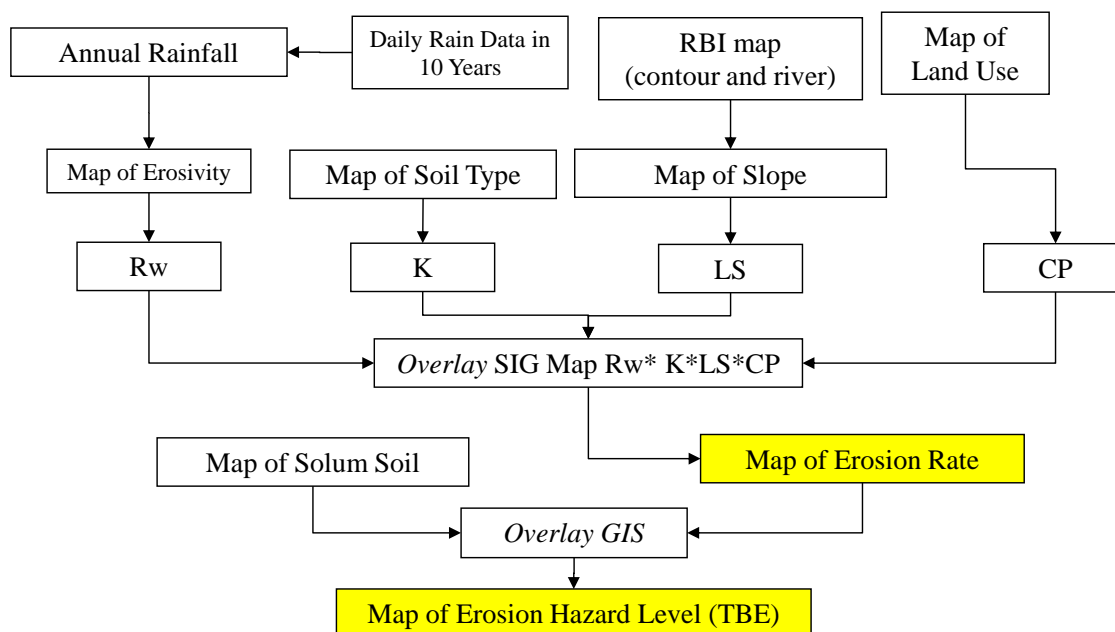 Annual Rainfall
Daily Rain Data in
10 Years
RBI map
(contour and river)
Map of
Land Use
Map of Erosivity
Map of Soil Type
Map of Slope
Rw
K
LS
CP
Overlay SIG Map Rw* K*LS*CP
Map of Solum Soil
Map of Erosion Rate
Overlay GIS
Map of Erosion Hazard Level (TBE)